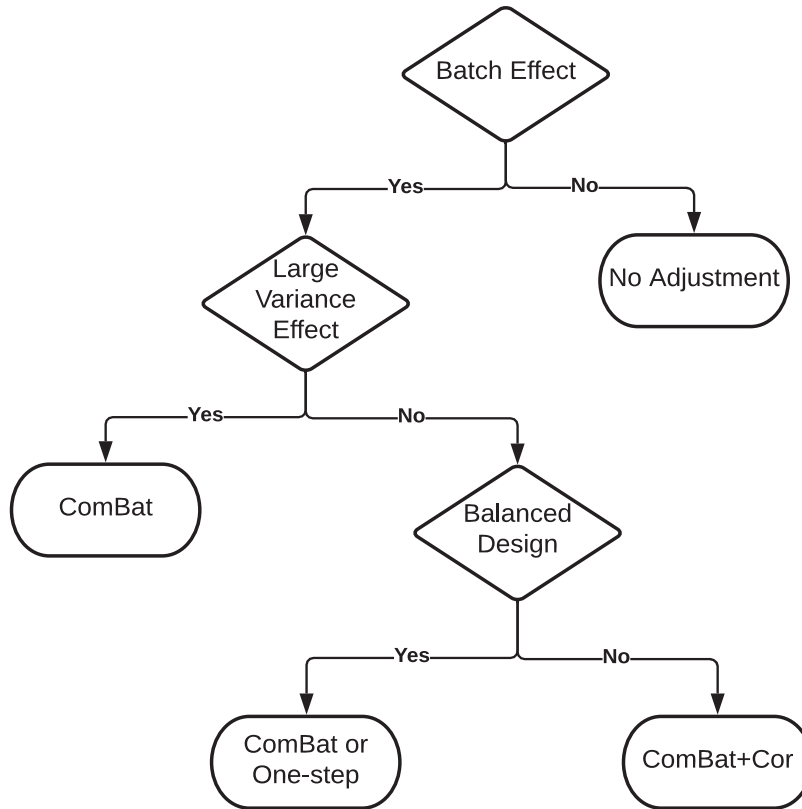 Batch Effect
Yes
No
Large
Variance
Effect
No Adjustment
Yes
No
ComBat
Balanced
Design
Yes
No
ComBat or
One-step
ComBat+Cor